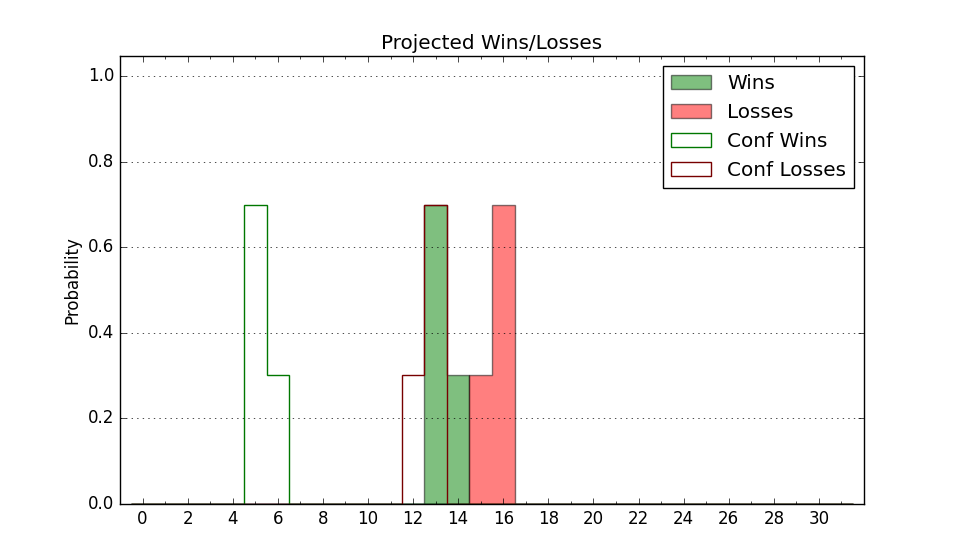 Projected Wins/Losses
Probability
1.0
0.8
0.6
0.4
0.2
0.0
Wins
Losses
Conf Wins
Conf Losses
0 2 4 6 8 10 12 14 16 18 20 22 24 26 28 30